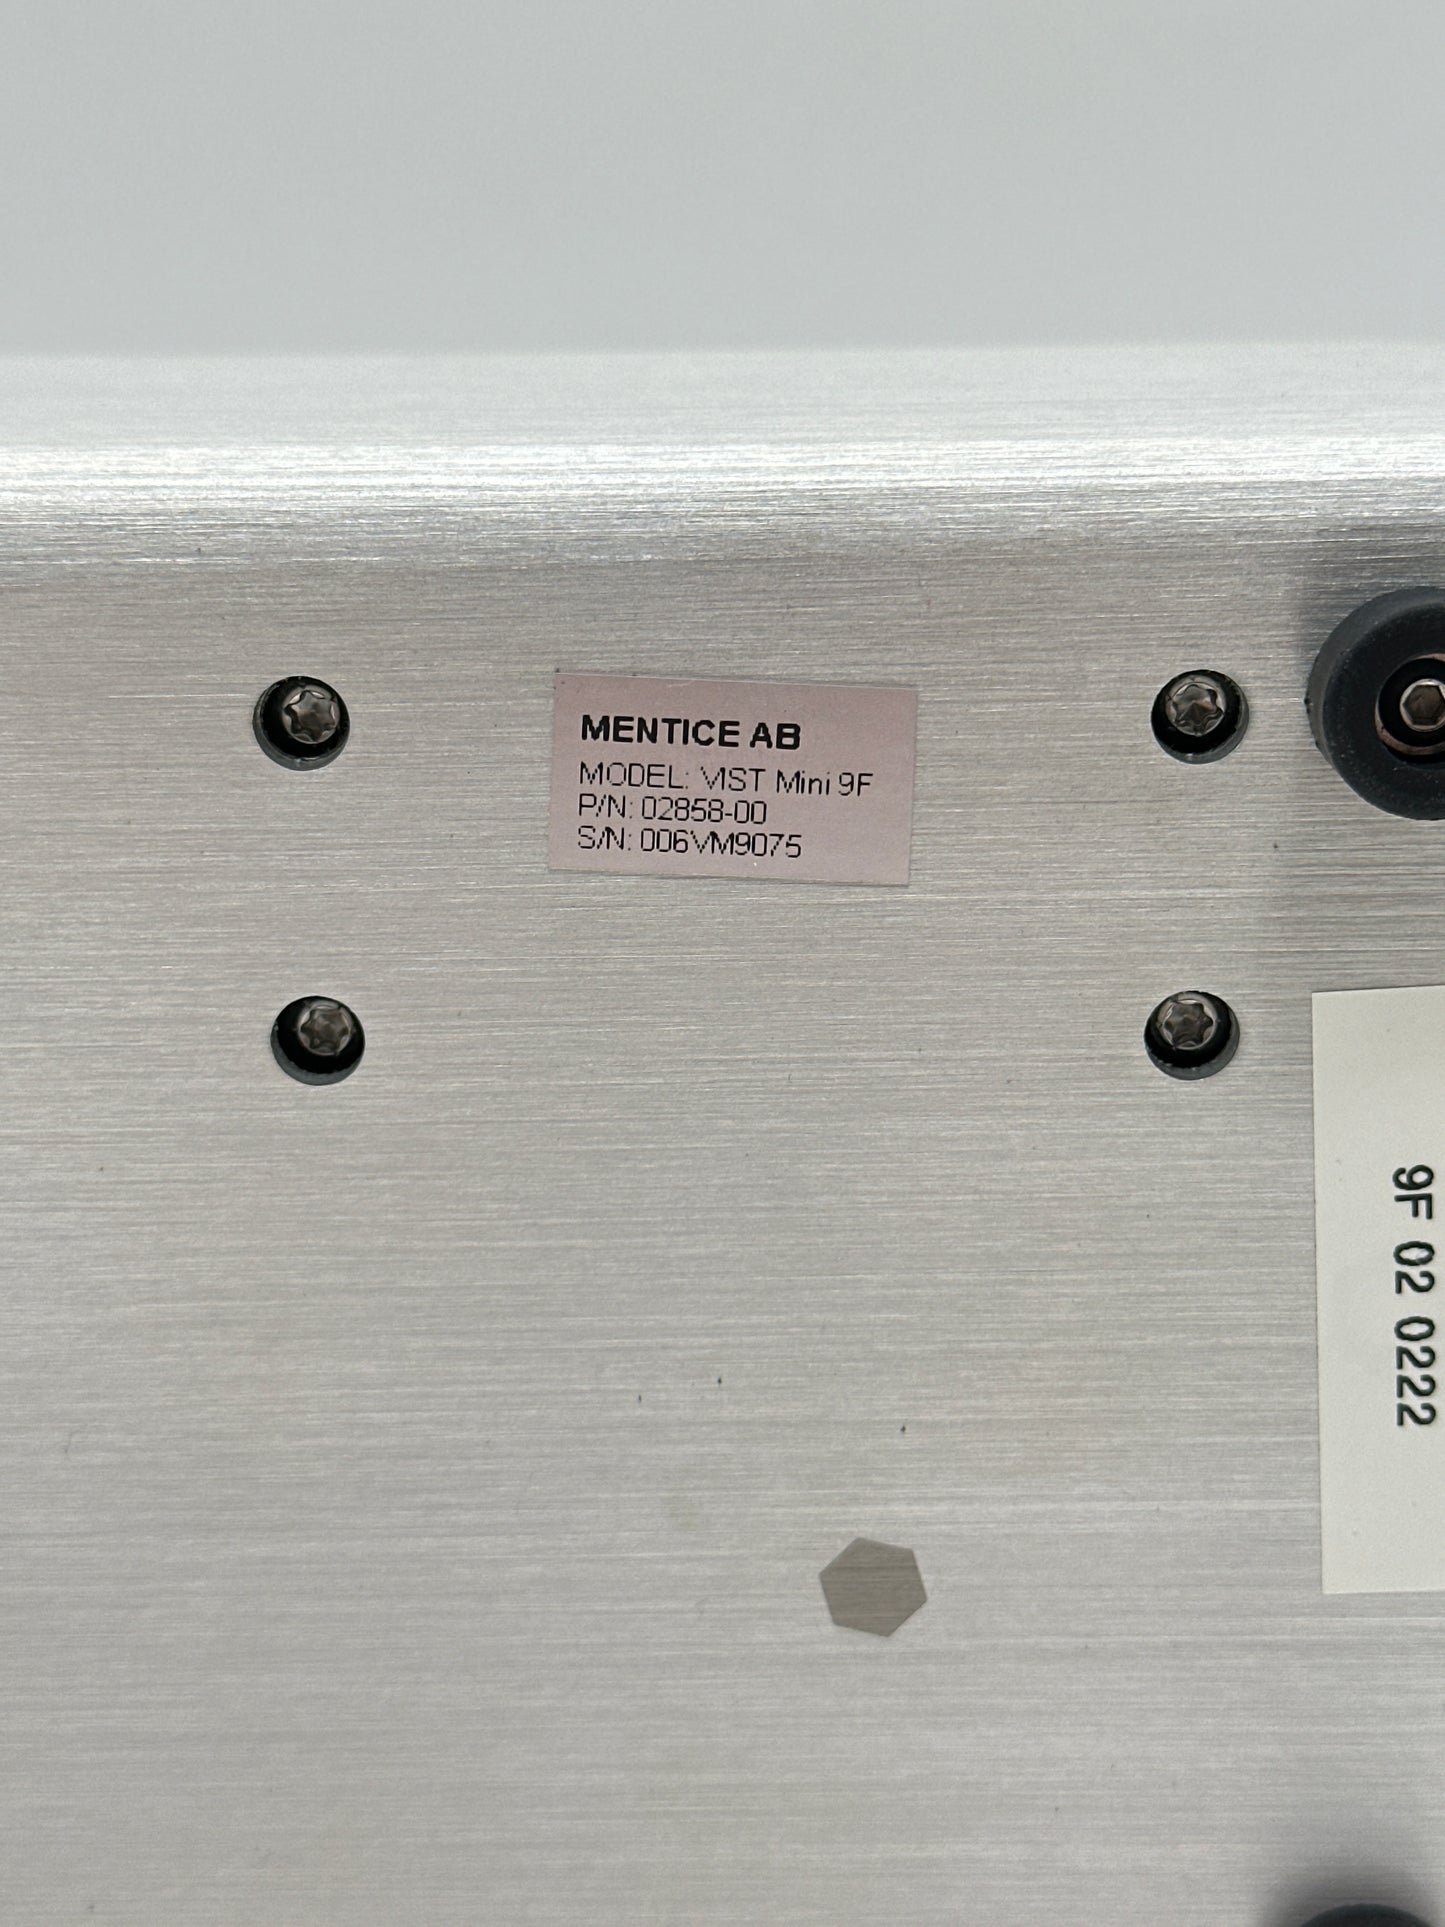 MENTICE AB
MODEL: VIST Mini 9F
P/N: 02858-00
S/N: 006VM9075
9F 02 0222